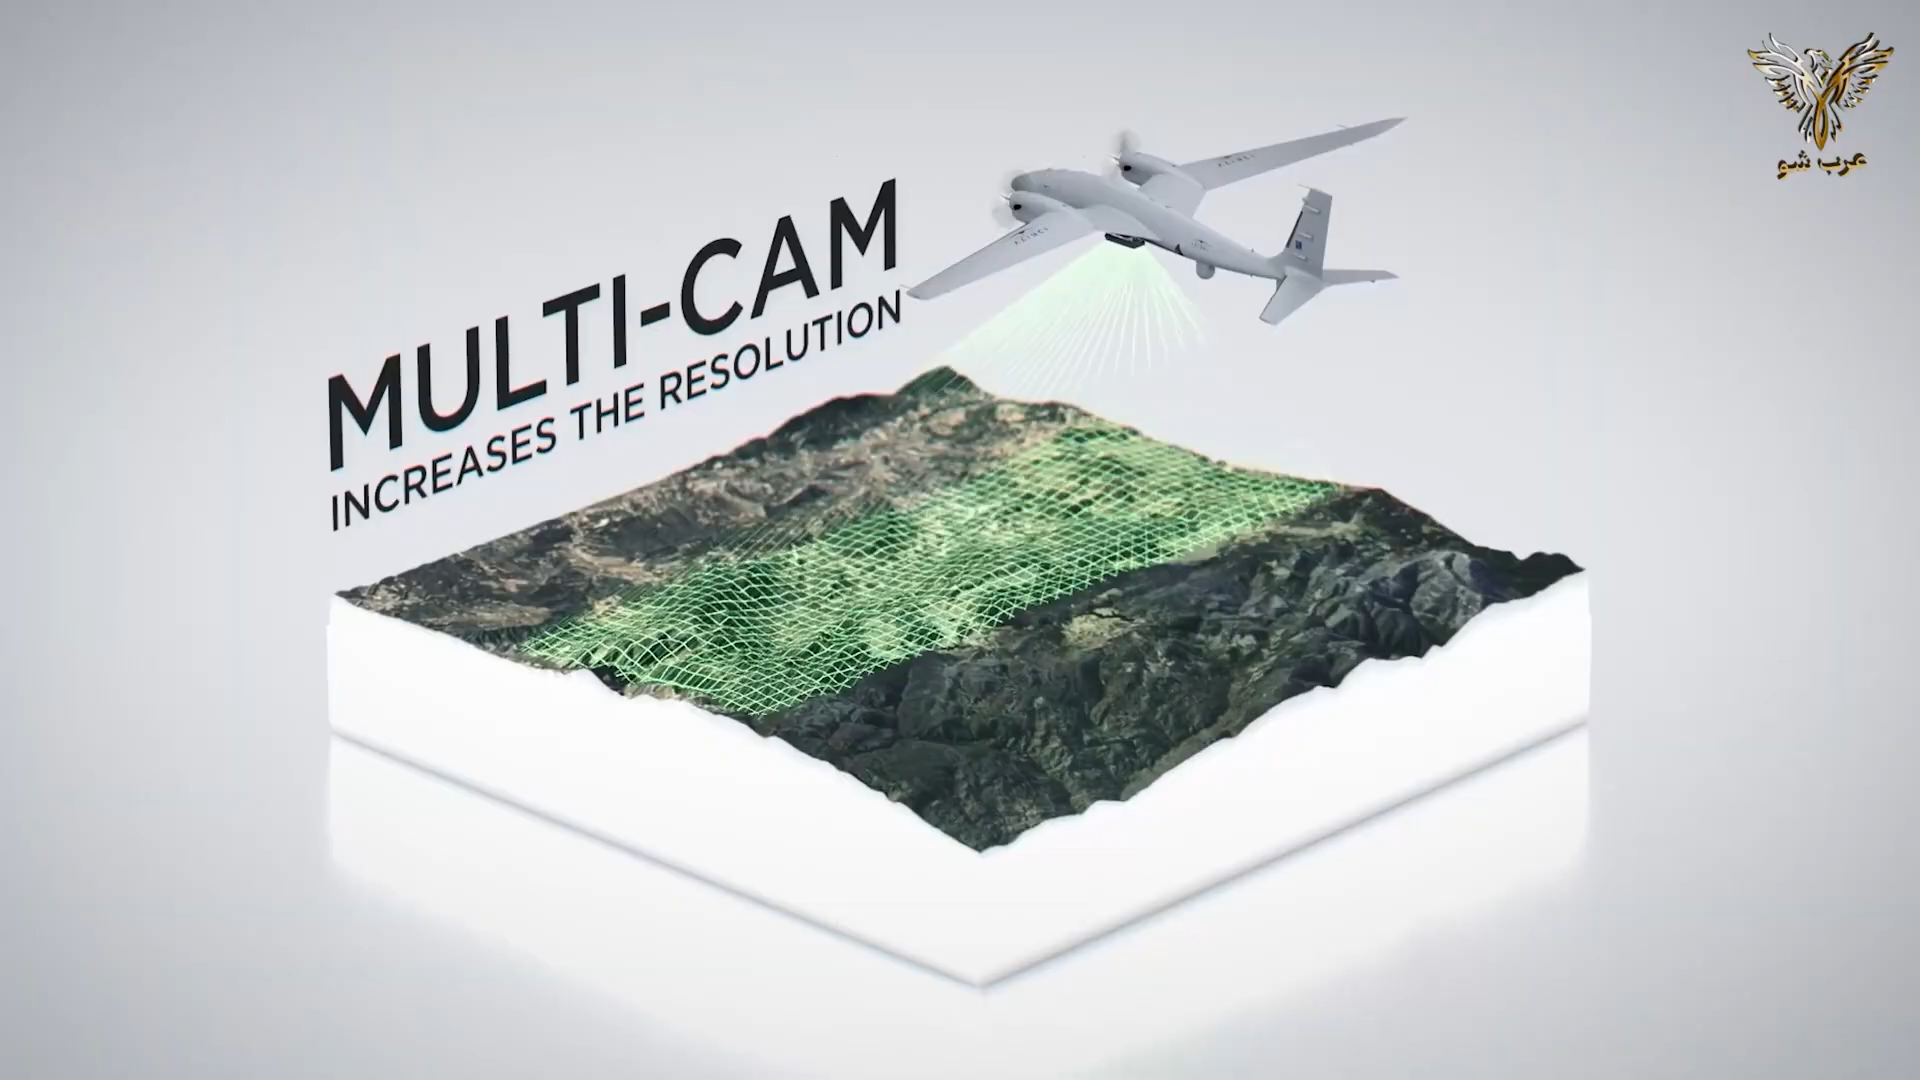 MULTI-CAM
INCREASES THE RESOLUTION
عرب شو